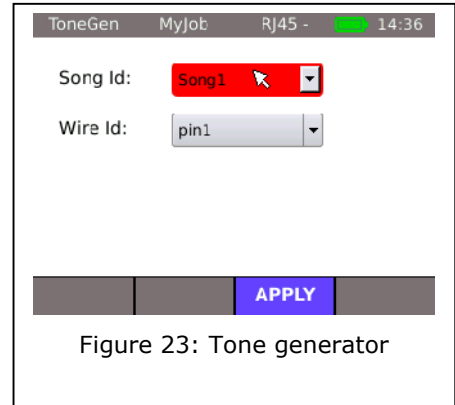 ToneGen MyJob RJ45 - 14:36
Song Id: Song1
Wire Id: pin1
APPLY
Figure 23: Tone generator